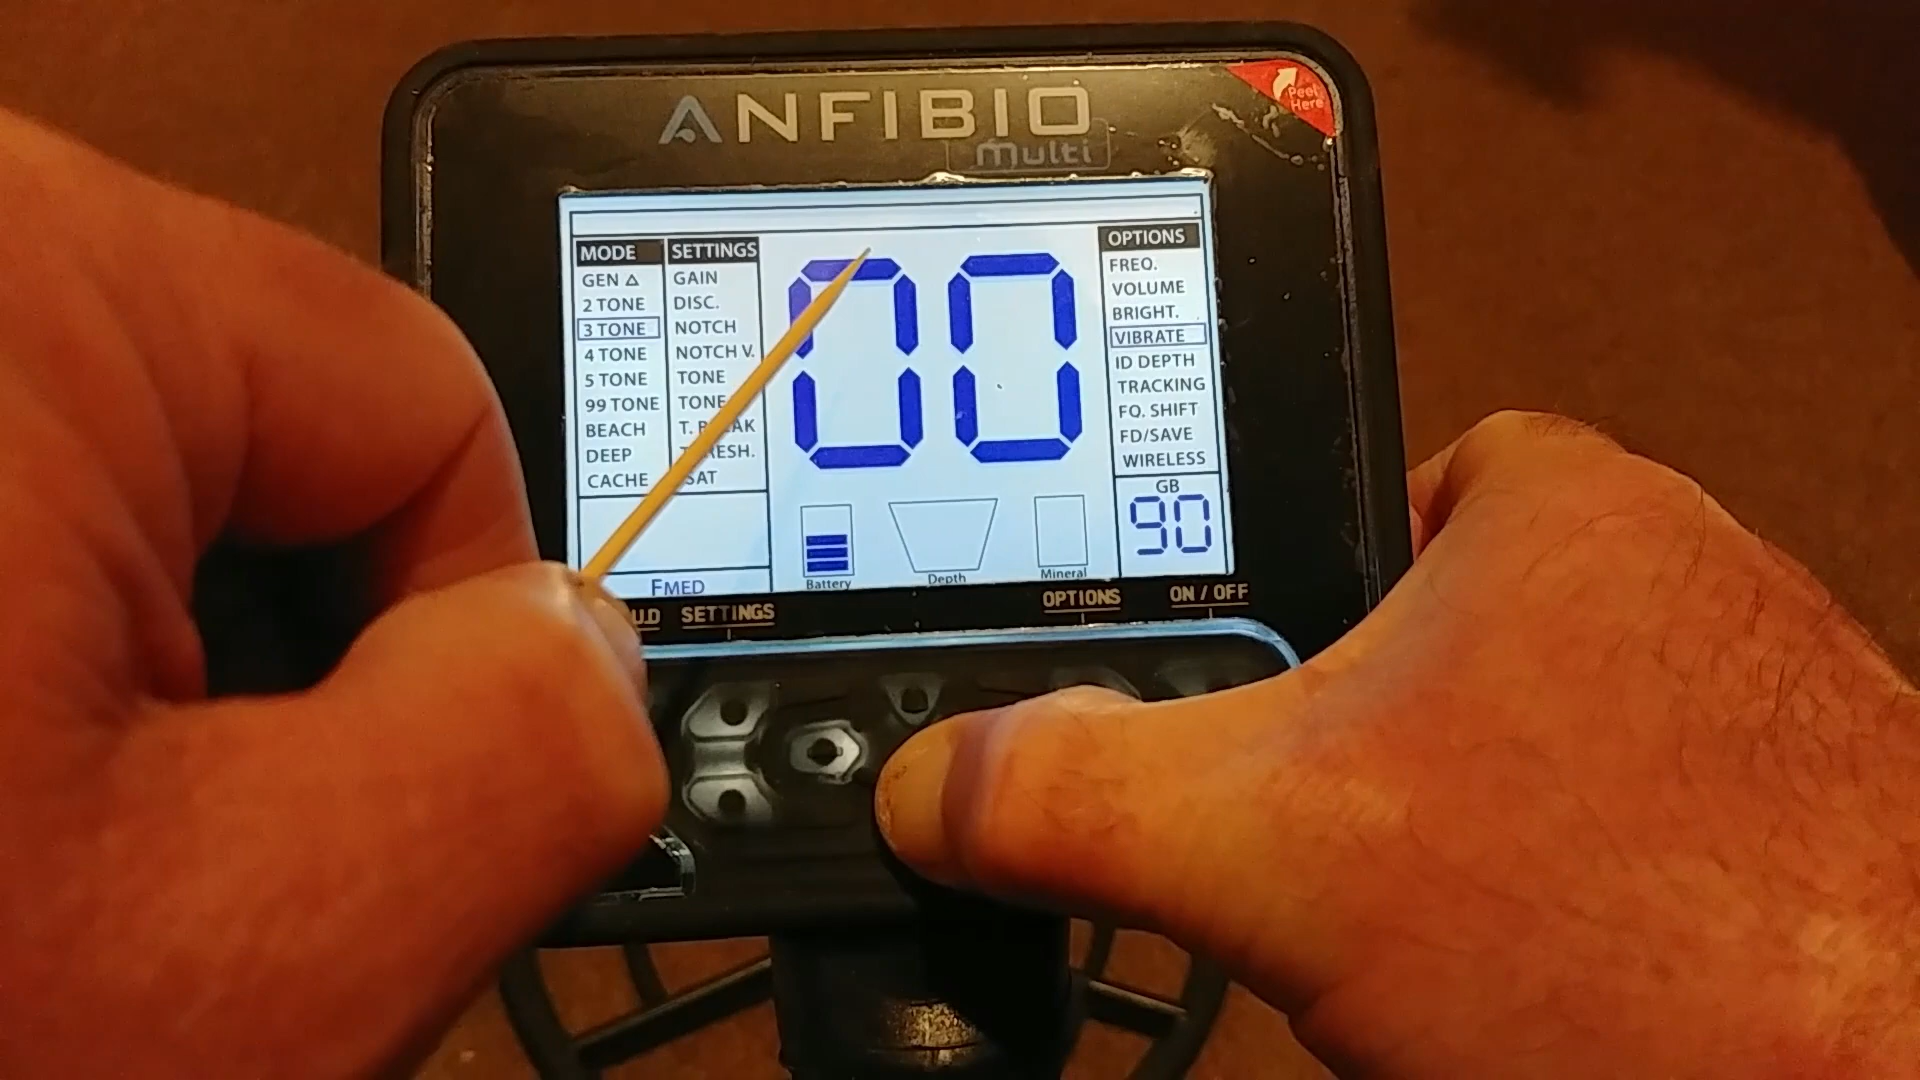 ANFIBIO
multi
Peel
Here
MODE
GEN
2 TONE
3 TONE
4 TONE
5 TONE
99 TONE
BEACH
DEEP
CACHE
SETTINGS
GAIN
DISC.
NOTCH
NOTCH V.
TONE
TONE
SAT
00
OPTIONS
FREQ.
VOLUME
BRIGHT.
VIBRATE
ID DEPTH
TRACKING
FQ. SHIFT
FD/SAVE
WIRELESS
GB
90
FMED
Battery
Depth
Mineral
SETTINGS
OPTIONS
ON / OFF